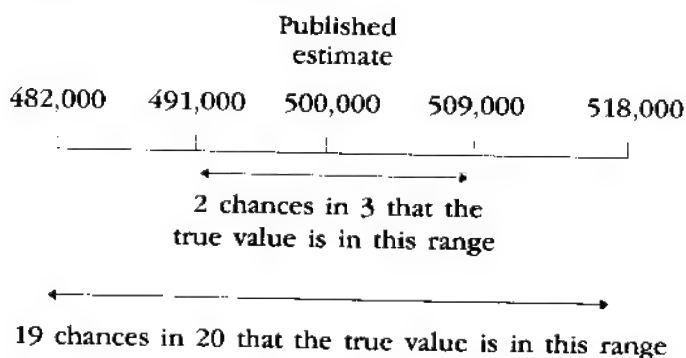 Published
estimate
482,000 491,000 500,000 509,000 518,000
2 chances in 3 that the
true value is in this range
19 chances in 20 that the true value is in this range